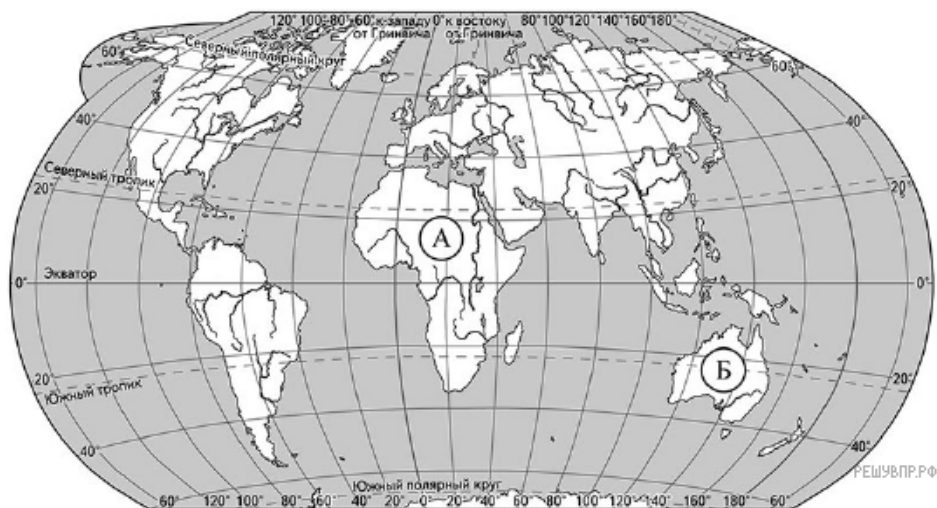 120° 100° 80° 60° к западу 0° к востоку 80° 100° 120° 140° 160° 180°
от Гринвича от Гринвича
60° Северный полярный круг 60°
40° 40°
Северный тропик
20° 20°
А
Экватор
0° 0°
Б
20° 20°
Южный тропик
40° 40°
РЕШУВПР.РФ
Южный полярный круг
60° 120° 100° 80° 60° 40° 20° 0° 20° 40° 60° 80° 100° 120° 140° 160° 180° 60°